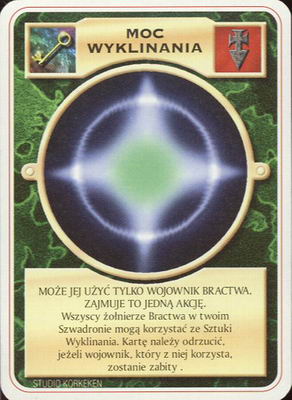 MOC
WYKLINANIA
MOŻE JEJ UŻYĆ TYLKO WOJOWNIK BRACTWA.
ZAJMUJE TO JEDNĄ AKCJĘ.
Wszyscy żołnierze Bractwa w twoim
Szwadronie mogą korzystać ze Sztuki
Wyklinania. Kartę należy odrzucić,
jeżeli wojownik, który z niej korzysta,
zostanie zabity .
STUDIO KORKEKEN